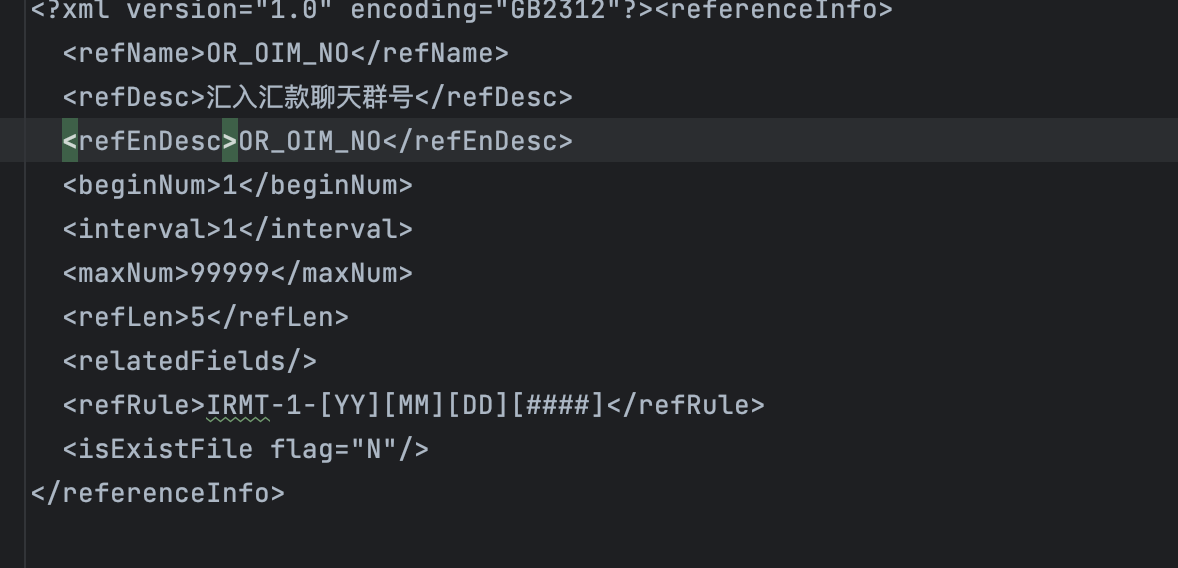 <?xml version="1.0" encoding="GB2312"?><referenceInfo>
<refName>OR_OIM_NO</refName>
<refDesc>汇入汇款聊天群号</refDesc>
<refEnDesc>OR_OIM_NO</refEnDesc>
<beginNum>1</beginNum>
<interval>1</interval>
<maxNum>99999</maxNum>
<refLen>5</refLen>
<relatedFields/>
<refRule>IRMT-1-[YY][MM][DD][####]</refRule>
<isExistFile flag="N"/>
</referenceInfo>